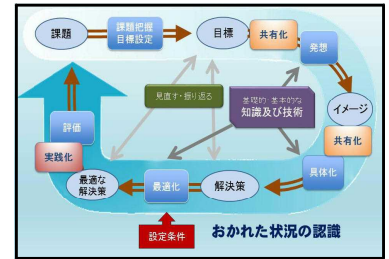 課題
課題把握
目標設定
目標
共有化
発想
イメージ
共有化
具体化
解決策
最適化
設定条件
最適な
解決策
実践化
評価
見直す・振り返る
基礎的・基本的な
知識及び技術
おかれた状況の認識